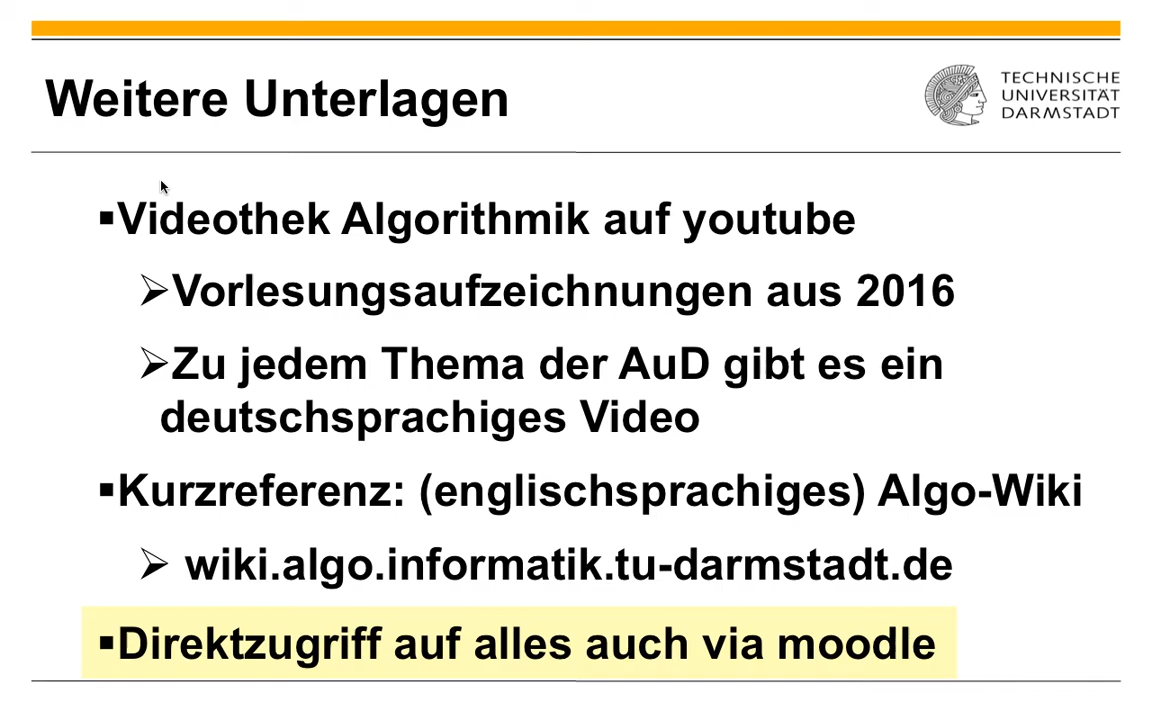 Weitere Unterlagen
TECHNISCHE
UNIVERSITÄT
DARMSTADT
▪Videothek Algorithmik auf youtube
➢Vorlesungsaufzeichnungen aus 2016
➢Zu jedem Thema der AuD gibt es ein
deutschsprachiges Video
▪Kurzreferenz: (englischsprachiges) Algo-Wiki
➢ wiki.algo.informatik.tu-darmstadt.de
▪Direktzugriff auf alles auch via moodle